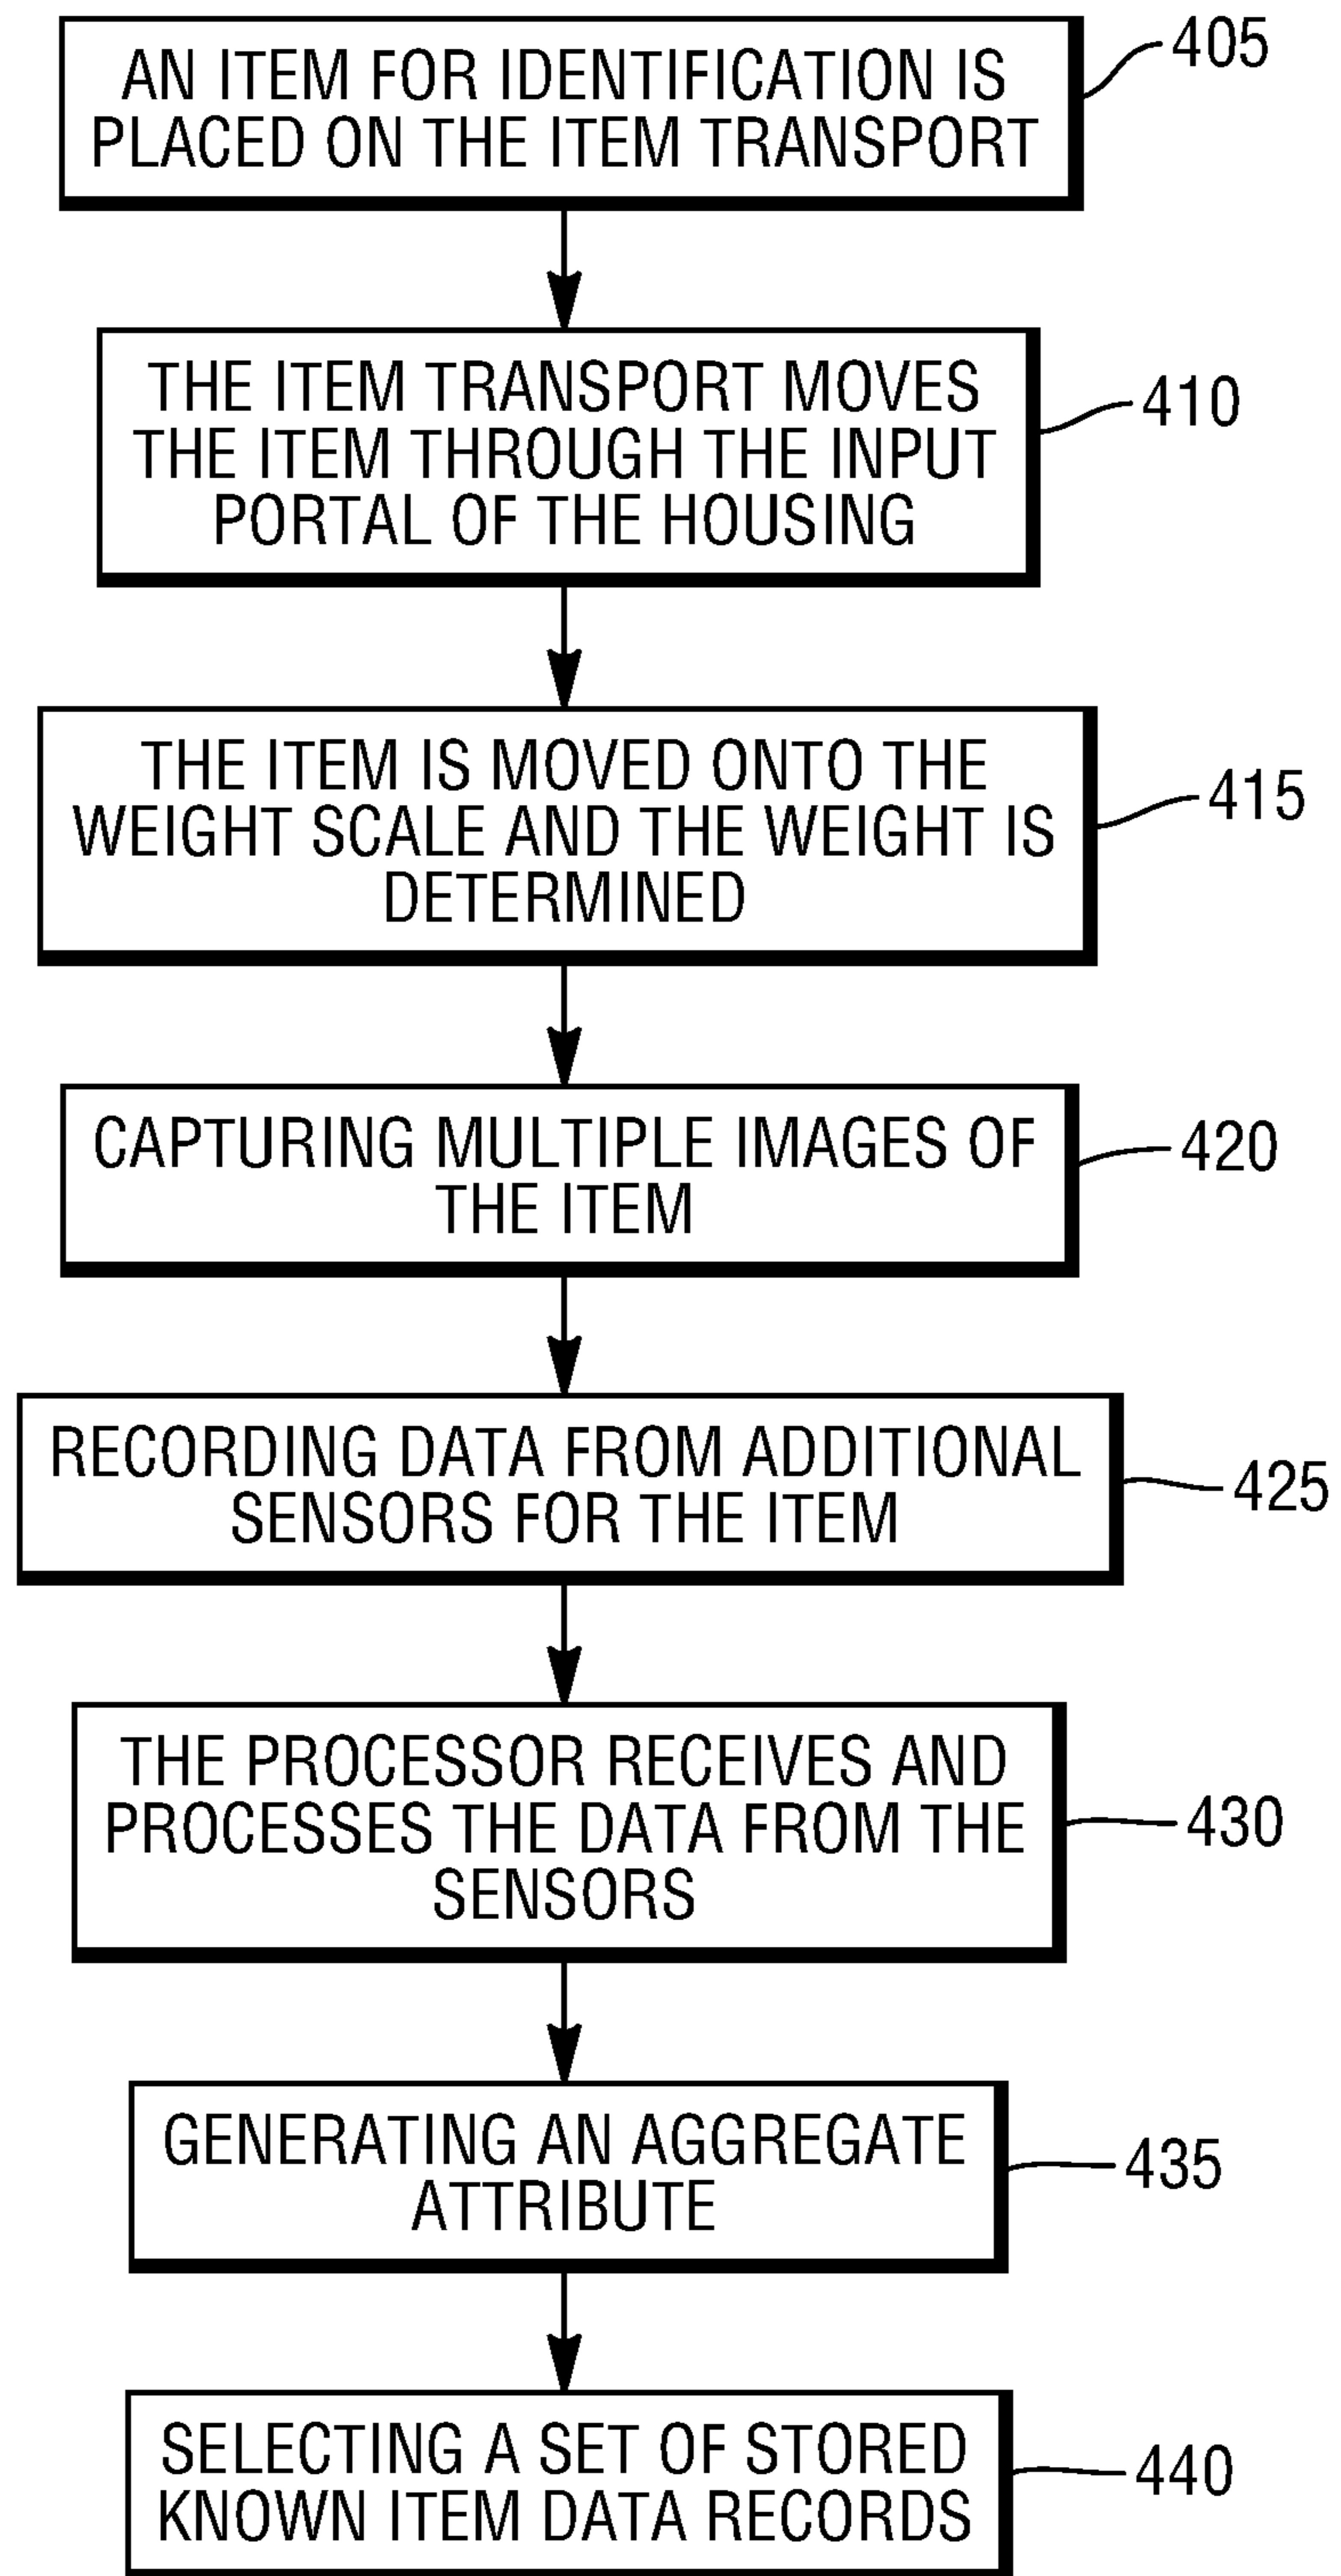 AN ITEM FOR IDENTIFICATION IS
PLACED ON THE ITEM TRANSPORT
405
THE ITEM TRANSPORT MOVES
THE ITEM THROUGH THE INPUT
PORTAL OF THE HOUSING
410
THE ITEM IS MOVED ONTO THE
WEIGHT SCALE AND THE WEIGHT IS
DETERMINED
415
CAPTURING MULTIPLE IMAGES OF
THE ITEM
420
RECORDING DATA FROM ADDITIONAL
SENSORS FOR THE ITEM
425
THE PROCESSOR RECEIVES AND
PROCESSES THE DATA FROM THE
SENSORS
430
GENERATING AN AGGREGATE
ATTRIBUTE
435
SELECTING A SET OF STORED
KNOWN ITEM DATA RECORDS
440